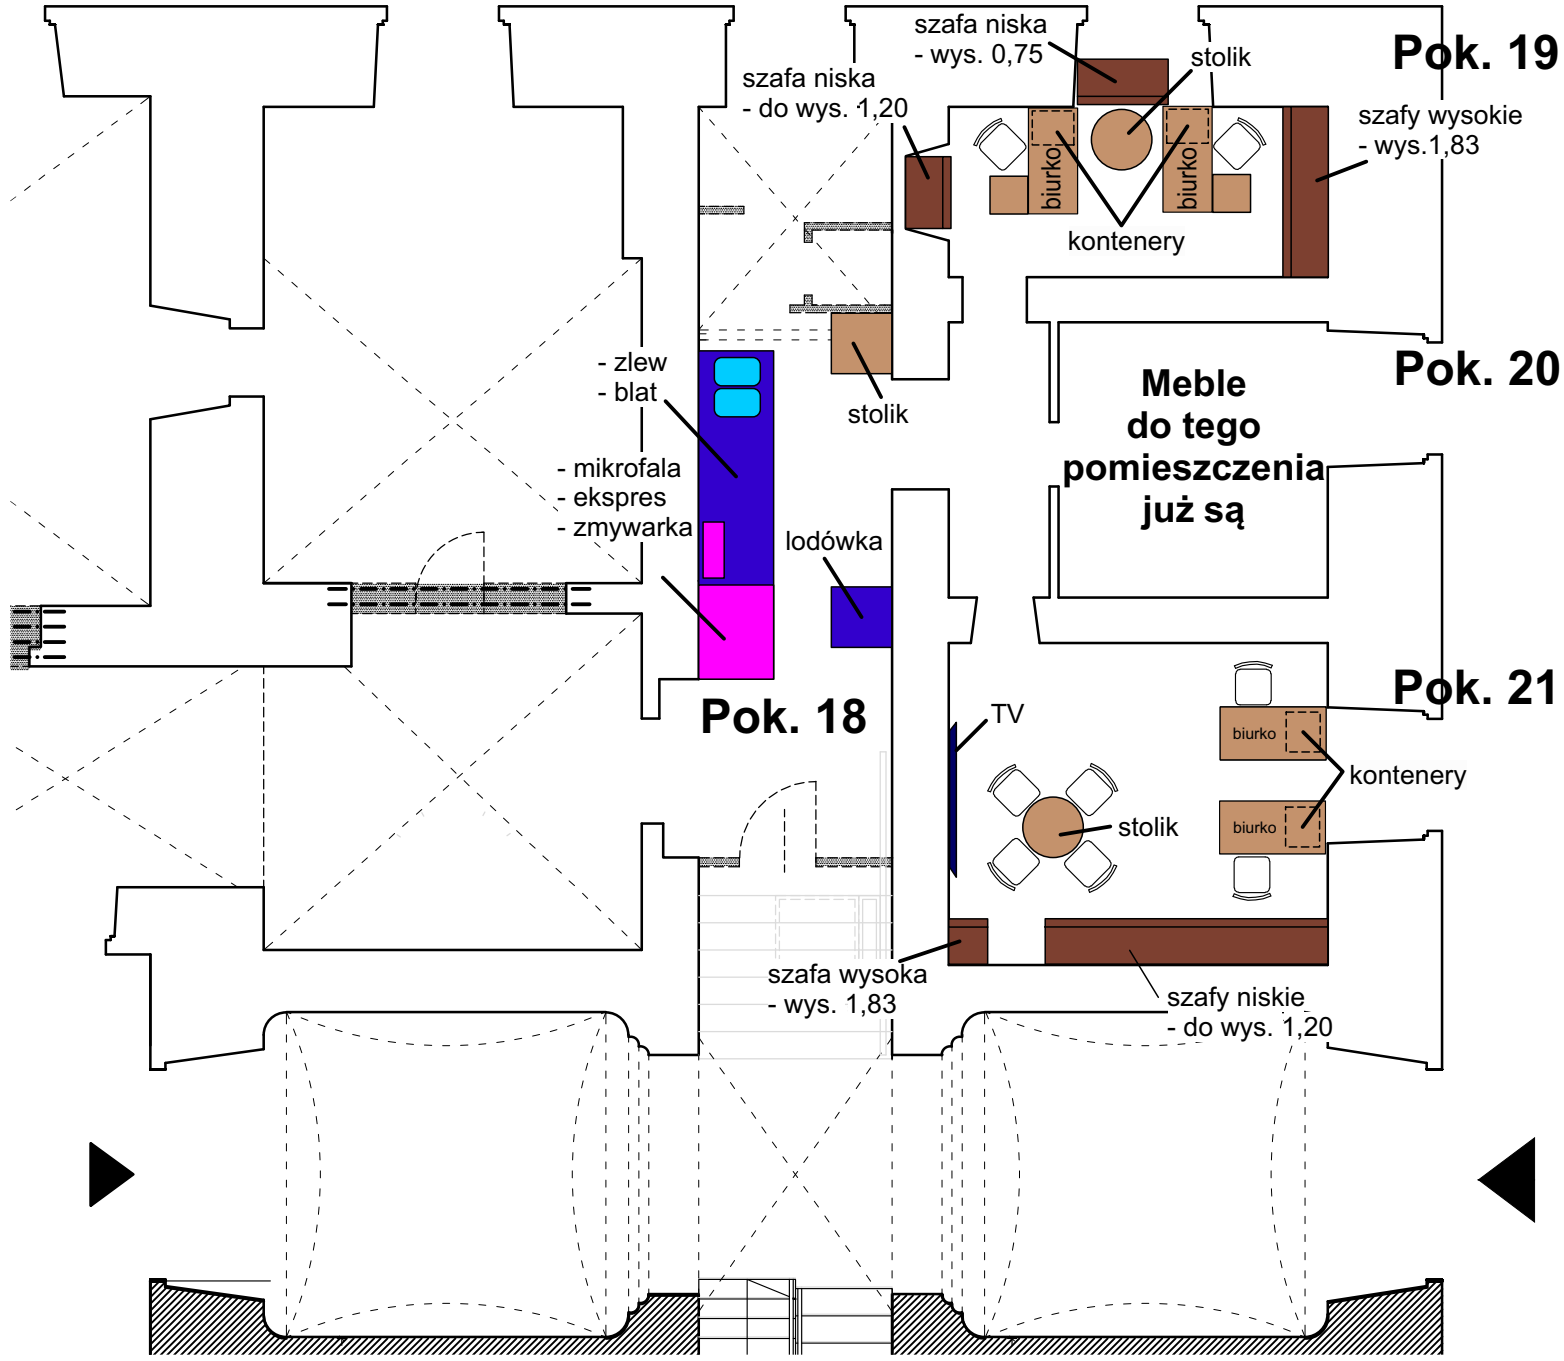 szafa niska
- wys. 0,75
stolik
Pok. 19
szafa niska
- do wys. 1,20
szafy wysokie
- wys.1,83
biurko
biurko
kontenery
- zlew
- blat
stolik
Meble
do tego
pomieszczenia
już są
Pok. 20
- mikrofala
- ekspres
- zmywarka
lodówka
Pok. 18
TV
Pok. 21
biurko
kontenery
stolik
biurko
szafa wysoka
- wys. 1,83
szafy niskie
- do wys. 1,20